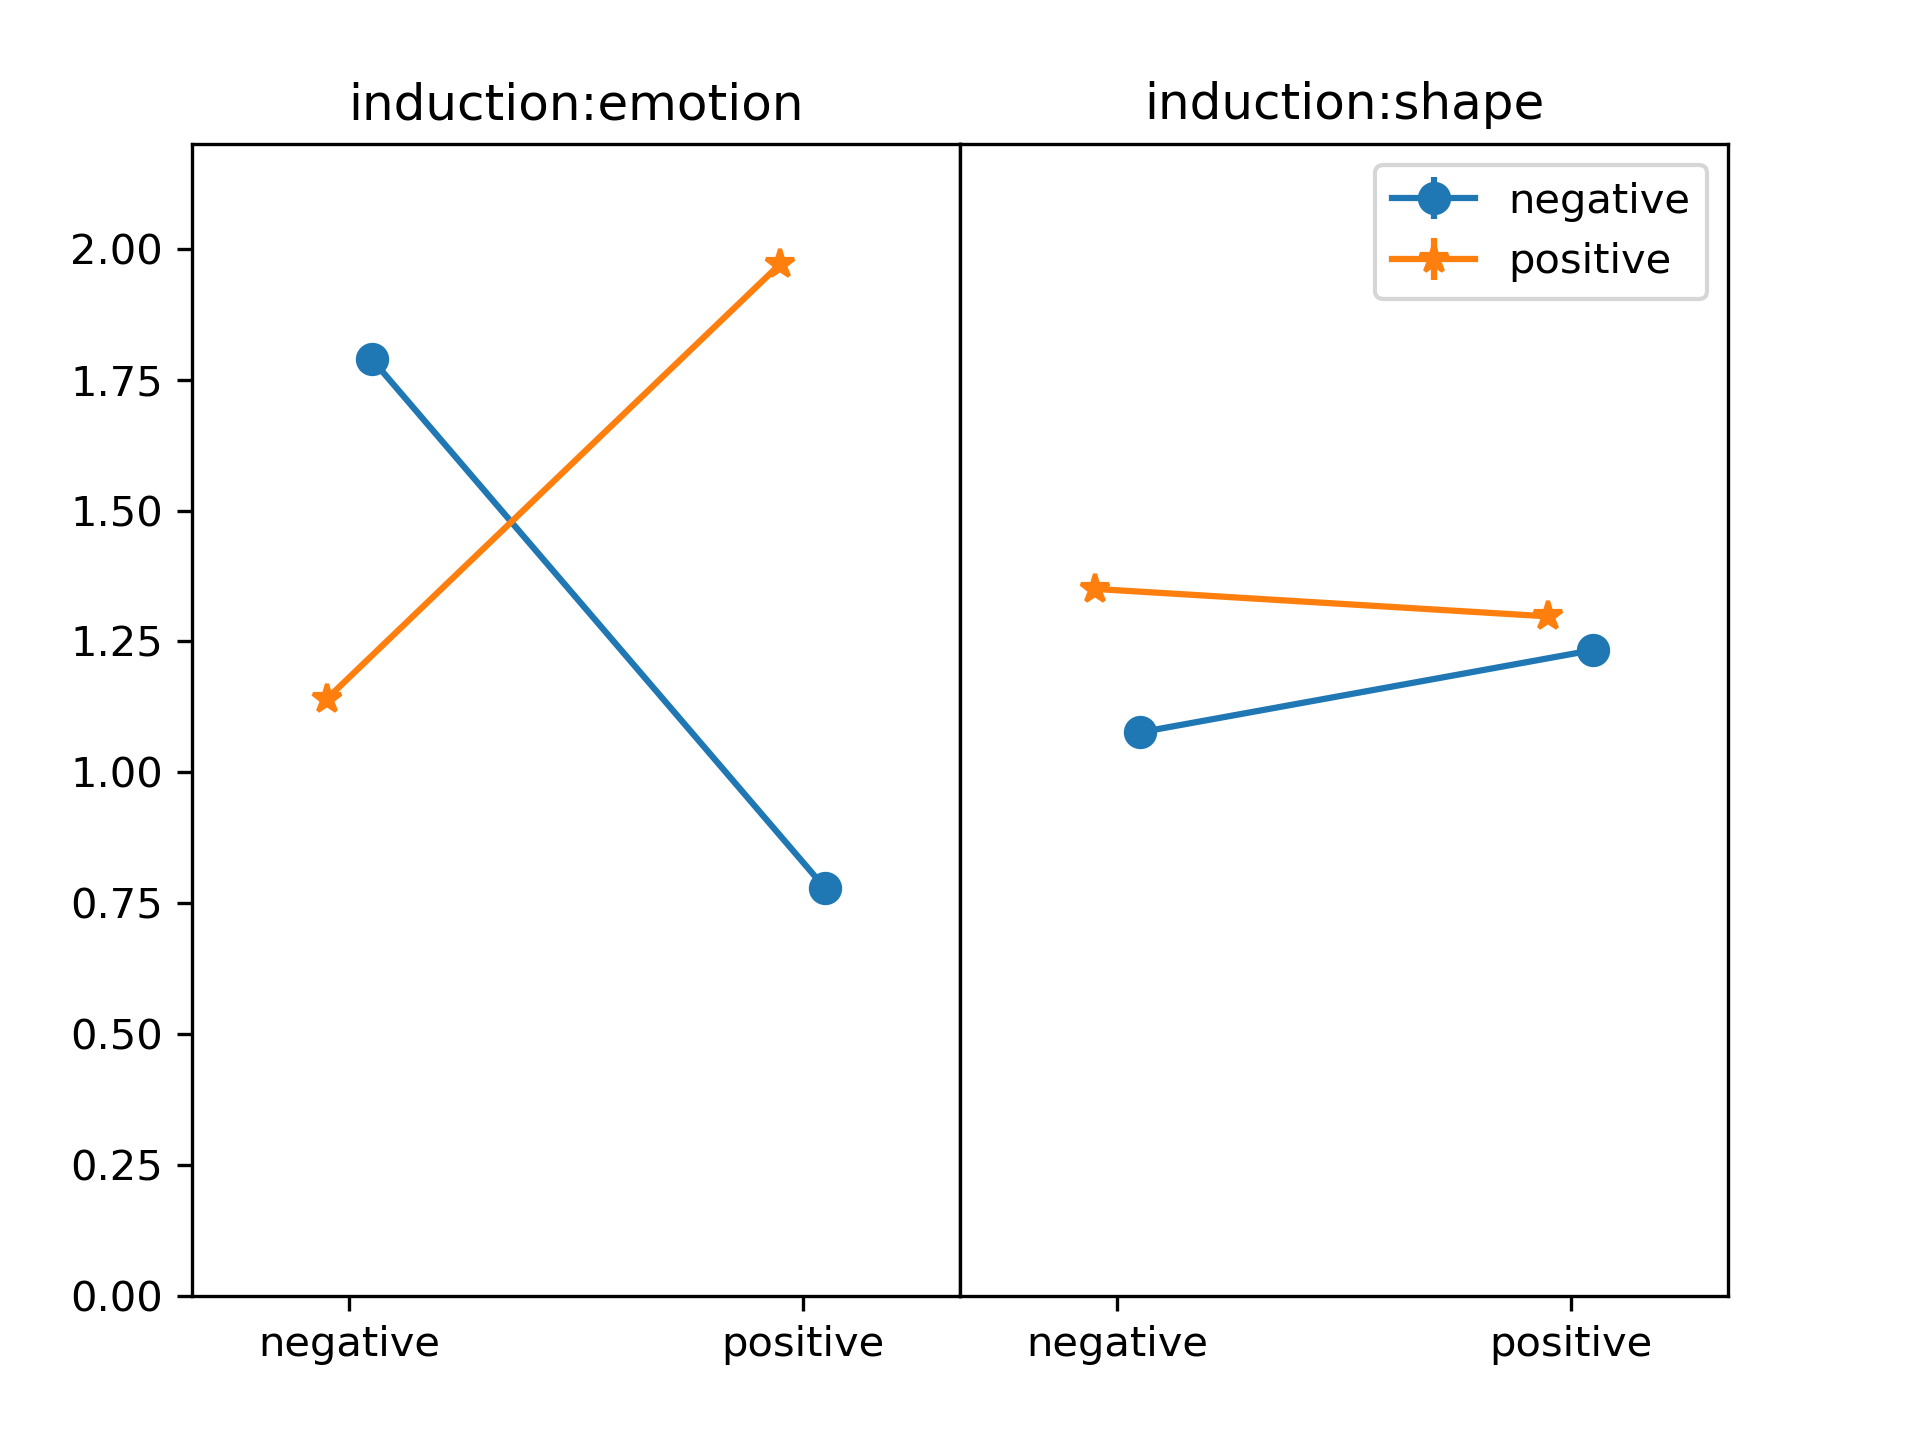 induction:emotion
induction:shape
negative
positive
2.00
1.75
1.50
1.25
1.00
0.75
0.50
0.25
0.00
negative
positive
negative
positive